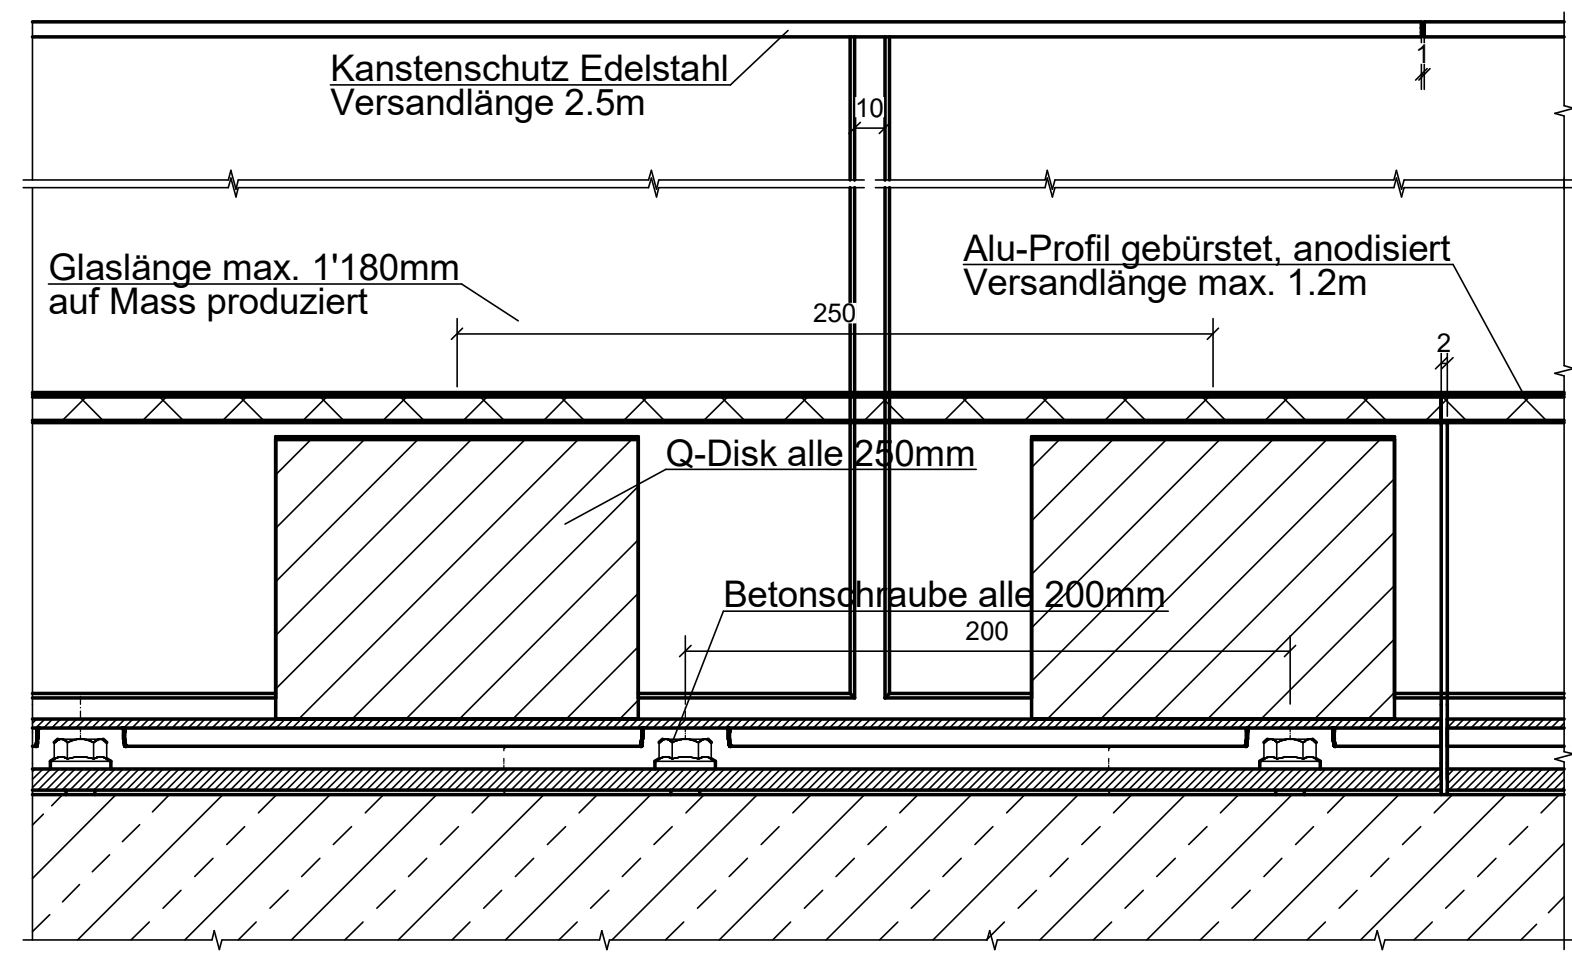 1
Kanstenschutz Edelstahl
Versandlänge 2.5m
10
Alu-Profil gebürstet, anodisiert
Versandlänge max. 1.2m
Glaslänge max. 1'180mm
auf Mass produziert
250
2
Q-Disk alle 250mm
Betonschraube alle 200mm
200